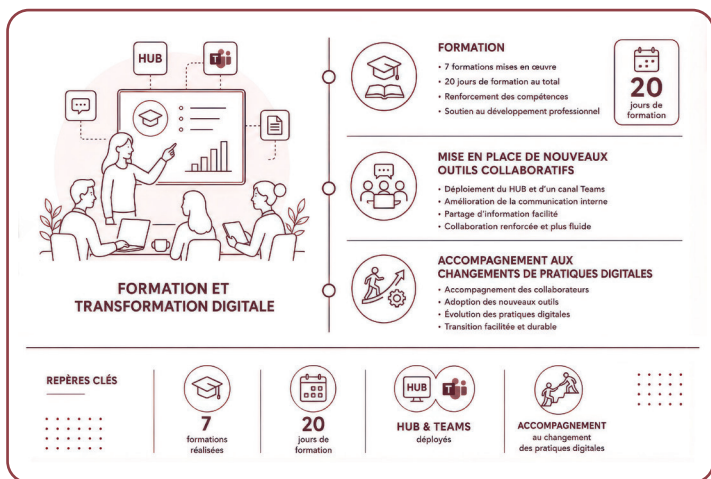 HUB
FORMATION ET
TRANSFORMATION DIGITALE
FORMATION
• 7 formations mises en œuvre
• 20 jours de formation au total
• Renforcement des compétences
• Soutien au développement professionnel
20
jours de
formation
MISE EN PLACE DE NOUVEAUX
OUTILS COLLABORATIFS
• Déploiement du HUB et d'un canal Teams
• Amélioration de la communication interne
• Partage d'information facilité
• Collaboration renforcée et plus fluide
ACCOMPAGNEMENT AUX
CHANGEMENTS DE PRATIQUES DIGITALES
• Accompagnement des collaborateurs
• Adoption des nouveaux outils
• Évolution des pratiques digitales
• Transition facilitée et durable
REPÈRES CLÉS
7
formations
réalisées
20
jours de
formation
HUB
HUB & TEAMS
déployés
ACCOMPAGNEMENT
au changement
des pratiques digitales